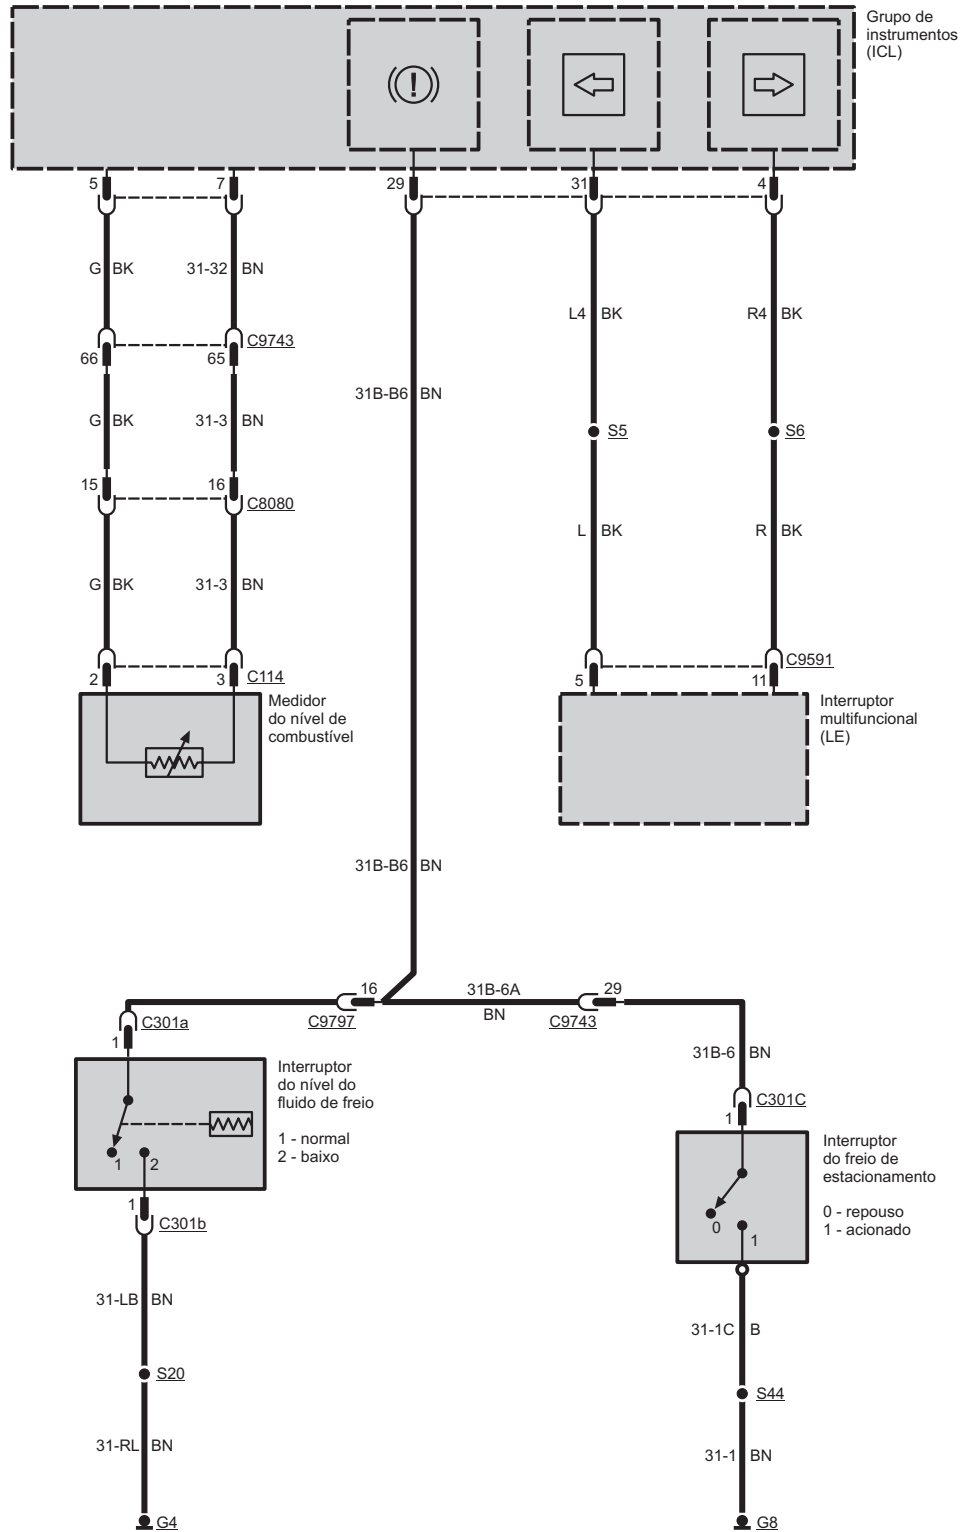 Grupo de
instrumentos
(ICL)
!
5
7
29
31
4
G BK
31-32 BN
L4 BK
R4 BK
C9743
66
65
31B-B6 BN
G BK
31-3 BN
S5
S6
15
16
C8080
L BK
R BK
G BK
31-3 BN
2
3
C114
5
11
C9591
Medidor
do nível de
combustível
Interruptor
multifuncional
(LE)
31B-B6 BN
16
C9797
31B-6A
BN
29
C9743
C301a
1
31B-6 BN
C301C
1
Interruptor
do nível do
fluido de freio
1 - normal
2 - baixo
1
2
Interruptor
do freio de
estacionamento
0 - repouso
1 - acionado
0
1
1
C301b
31-LB BN
31-1C B
S20
S44
31-RL BN
31-1 BN
G4
G8